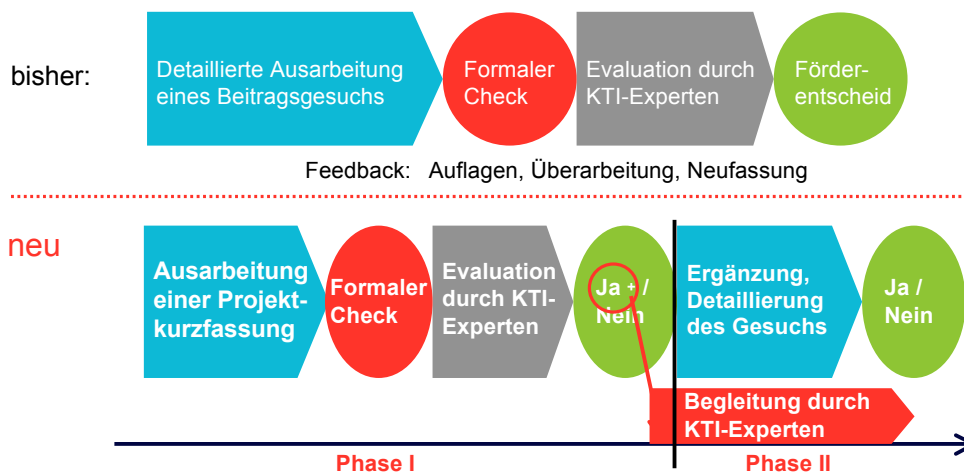 bisher:
Detaillierte Ausarbeitung
eines Beitragsgesuchs
Formaler
Check
Evaluation durch
KTI-Experten
Förder-
entscheid
Feedback: Auflagen, Überarbeitung, Neufassung
neu
Ausarbeitung
einer Projekt-
kurzfassung
Formaler
Check
Evaluation
durch KTI-
Experten
Ja + /
Nein
Ergänzung,
Detaillierung
des Gesuchs
Ja /
Nein
Begleitung durch
KTI-Experten
Phase I
Phase II